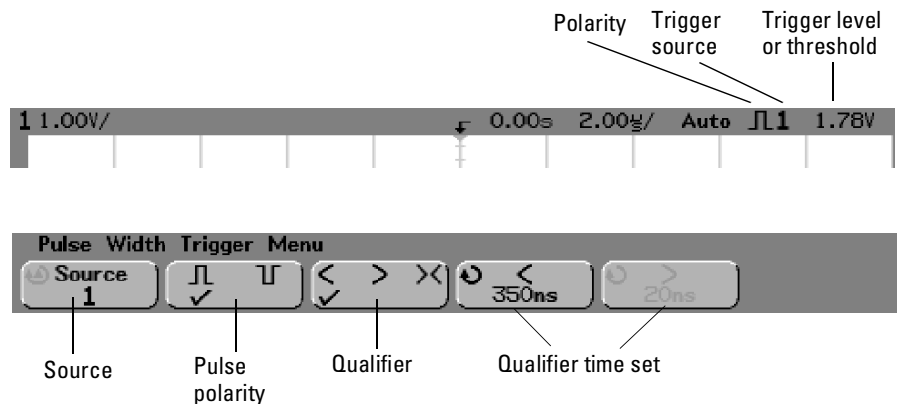 Polarity Trigger source Trigger level or threshold
1 1.00V/ 0.00s 2.00㎲/ Auto 1 1.78V
Pulse Width Trigger Menu
Source 1 < > >< < 350ns > 20ns
Source Pulse polarity Qualifier Qualifier time set